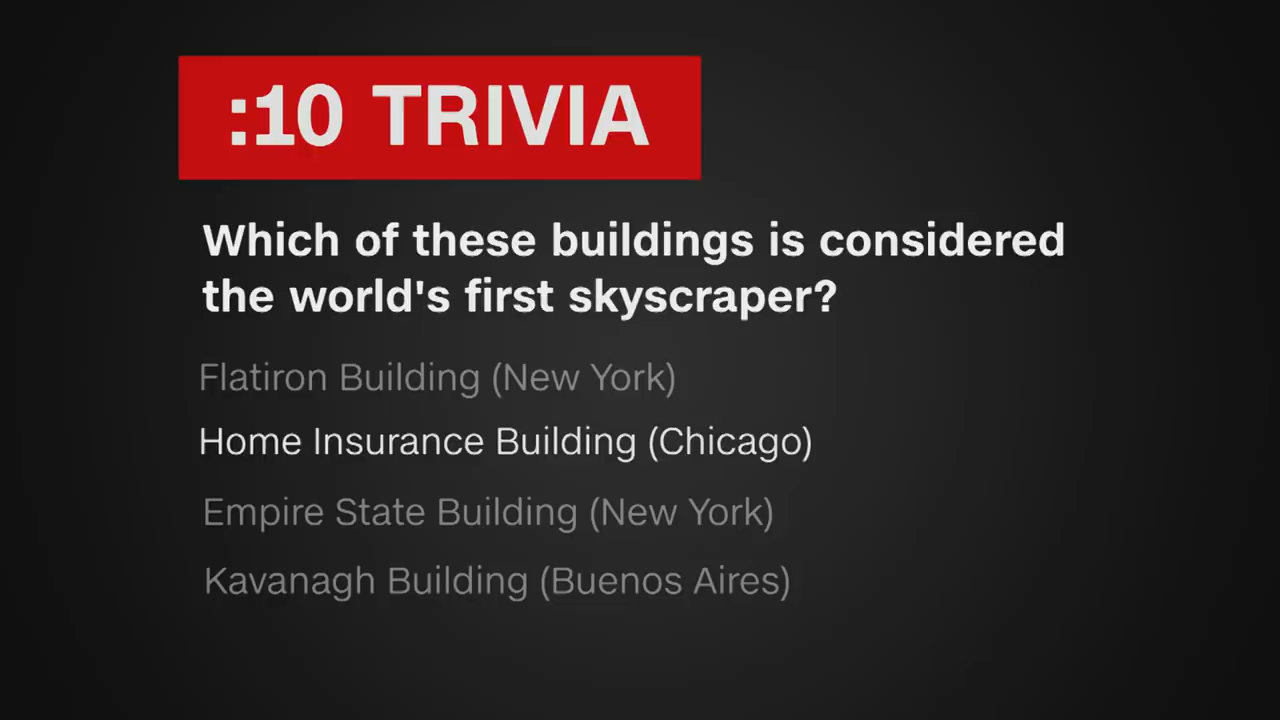 :10 TRIVIA
Which of these buildings is considered
the world's first skyscraper?
Flatiron Building (New York)
Home Insurance Building (Chicago)
Empire State Building (New York)
Kavanagh Building (Buenos Aires)